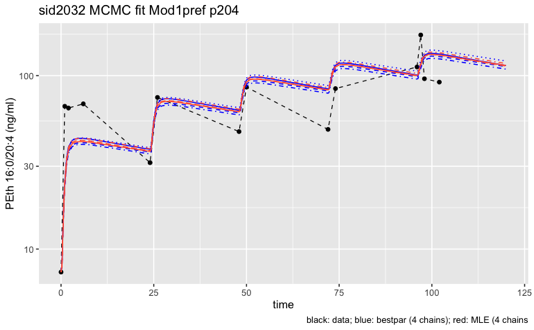 sid2032 MCMC fit Mod1pref p204
PEth 16:0/20:4 (ng/ml)
100
30
10
0
25
50
75
100
125
time
black: data; blue: bestpar (4 chains); red: MLE (4 chains